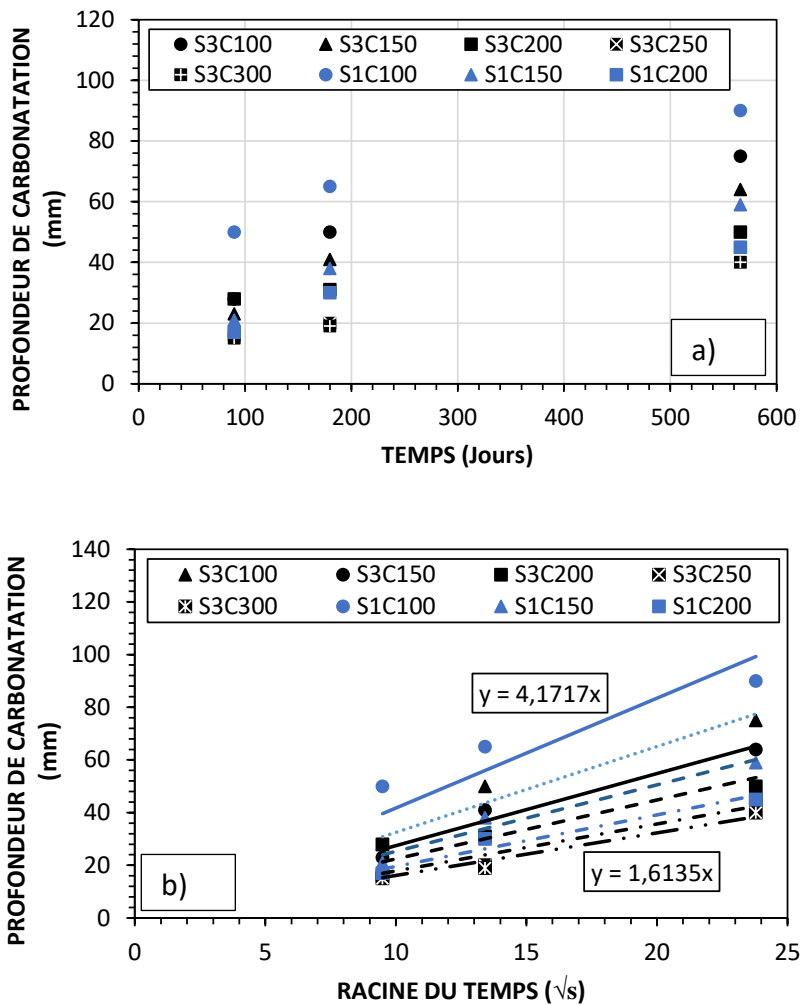 PROFONDEUR DE CARBONATATION
(mm)
120
100
80
60
40
20
0
S3C100 S3C150 S3C200 S3C250
S3C300 S1C100 S1C150 S1C200
a)
0 100 200 300 400 500 600
TEMPS (Jours)
PROFONDEUR DE CARBONATATION
(mm)
140
120
100
80
60
40
20
0
S3C100 S3C150 S3C200 S3C250
S3C300 S1C100 S1C150 S1C200
y = 4,1717x
y = 1,6135x
b)
0 5 10 15 20 25
RACINE DU TEMPS (√s)